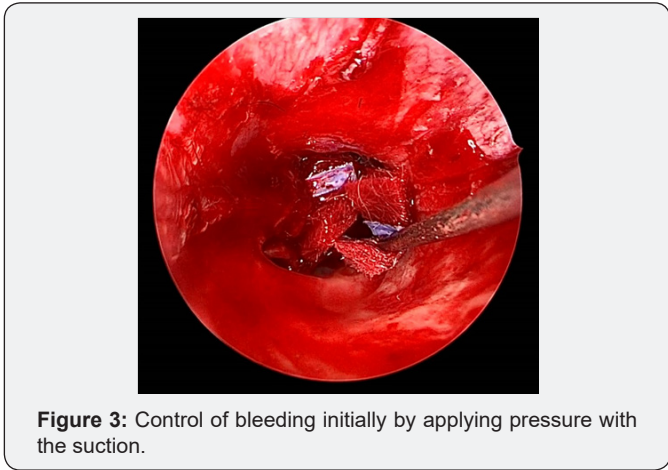 Figure 3: Control of bleeding initially by applying pressure with
the suction.